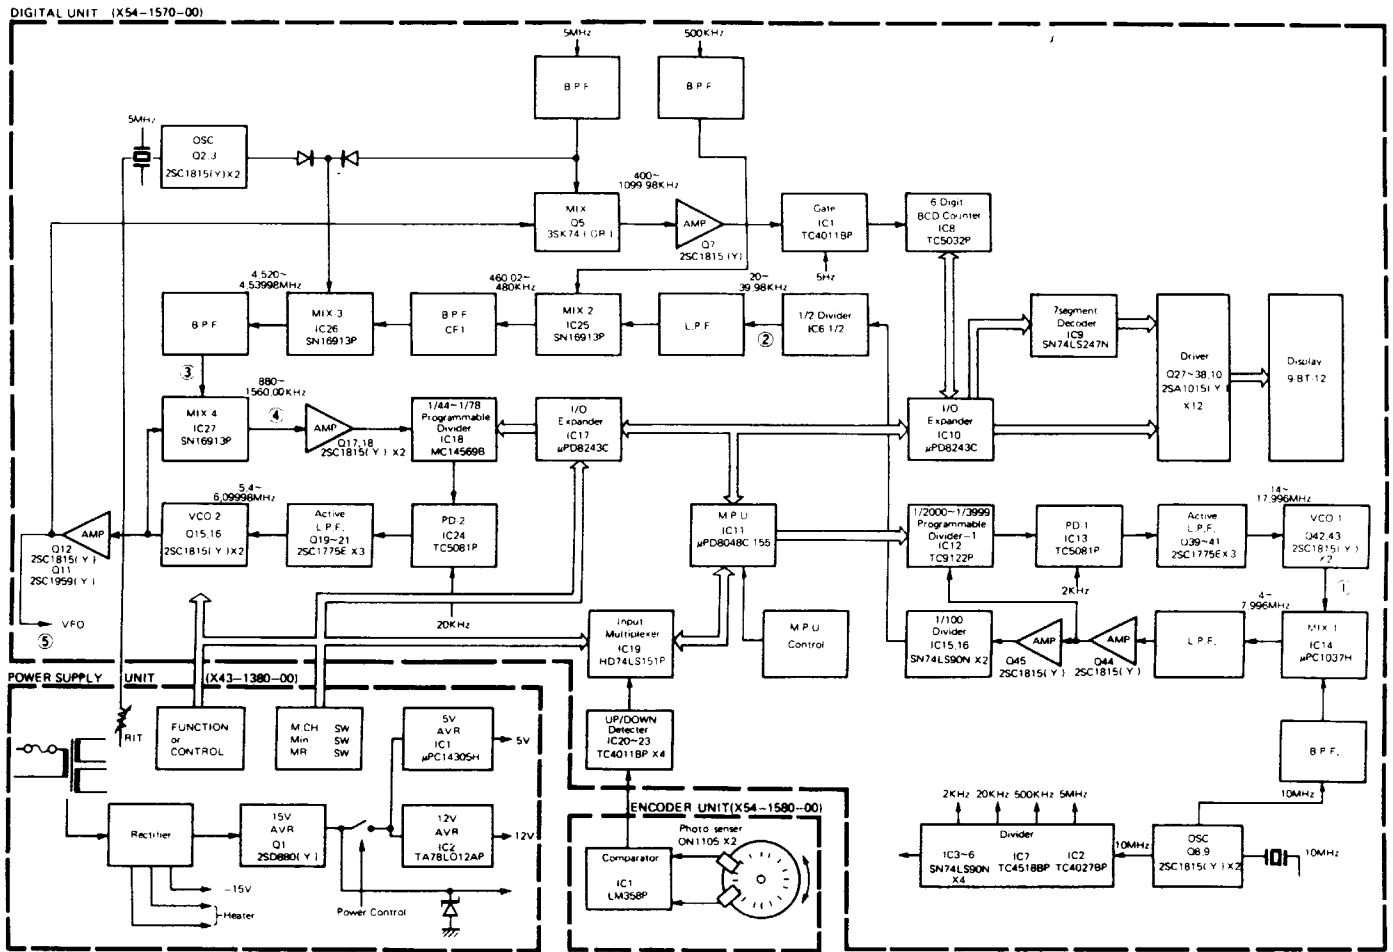 DIGITAL UNIT (X54-1570-00)
5MHz
500KHz
B.P.F.
B.P.F.
5MHz
OSC
Q2,3
2SC1815(Y)X2
400~
1099.98KHz
MIX
Q5
3SK74(GR)
AMP
Q7
2SC1815(Y)
Gate
IC1
TC4011BP
5Hz
6 Digit
BCD Counter
IC8
TC5032P
4.520~
4.53998MHz
460.02~
480KHz
20~
39.98KHz
B.P.F
MIX-3
IC26
SN16913P
B.P.F
CF1
MIX-2
IC25
SN16913P
L.P.F
②
1/2 Divider
IC6 1/2
7segment
Decoder
IC9
SN74LS247N
Driver
Q27~38,10
2SA1015(Y)
X12
Display
9-BT-12
③
880~
1560.00KHz
MIX-4
IC27
SN16913P
④
AMP
Q17,18
2SC1815(Y)X2
1/44~1/78
Programmable
Divider
IC18
MC14569B
I/O
Expander
IC17
μPD8243C
I/O
Expander
IC10
μPD8243C
5.4~
6.09998MHz
14~
17.996MHz
AMP
Q12
2SC1815(Y)
Q11
2SC1959(Y)
VCO-2
Q15,16
2SC1815(Y)X2
Active
L.P.F.
Q19~21
2SC1775E X3
PD-2
IC24
TC5081P
M.P.U
IC11
μPD8048C-155
1/2000~1/3999
Programmable
Divider-1
IC12
TC9122P
PD-1
IC13
TC5081P
Active
L.P.F.
Q39~41
2SC1775EX3
VCO-1
Q42,43
2SC1815(Y)
X2
VFO
⑤
20KHz
2KHz
4~
7.996MHz
①
Input
Multiplexer
IC19
HD74LS151P
M.P.U
Control
1/100
Divider
IC15,16
SN74LS90N X2
AMP
Q45
2SC1815(Y)
AMP
Q44
2SC1815(Y)
L.P.F.
MIX-1
IC14
μPC1037H
POWER SUPPLY UNIT (X43-1380-00)
RIT
FUNCTION
or
CONTROL
M.CH SW
Min SW
MR SW
5V
AVR
IC1
μPC14305H
5V
UP/DOWN
Detecter
IC20~23
TC4011BP X4
B.P.F.
10MHz
Rectifier
15V
AVR
Q1
2SD880(Y)
12V
AVR
IC2
TA78L012AP
12V
-15V
Heater
Power Control
ENCODER UNIT(X54-1580-00)
Photo senser
ON1105 X2
Comparator
IC1
LM358P
2KHz
20KHz
500KHz
5MHz
Divider
IC3~6
SN74LS90N
X4
IC7
TC4518BP
IC2
TC4027BP
10MHz
OSC
Q8,9
2SC1815(Y)X2
10MHz